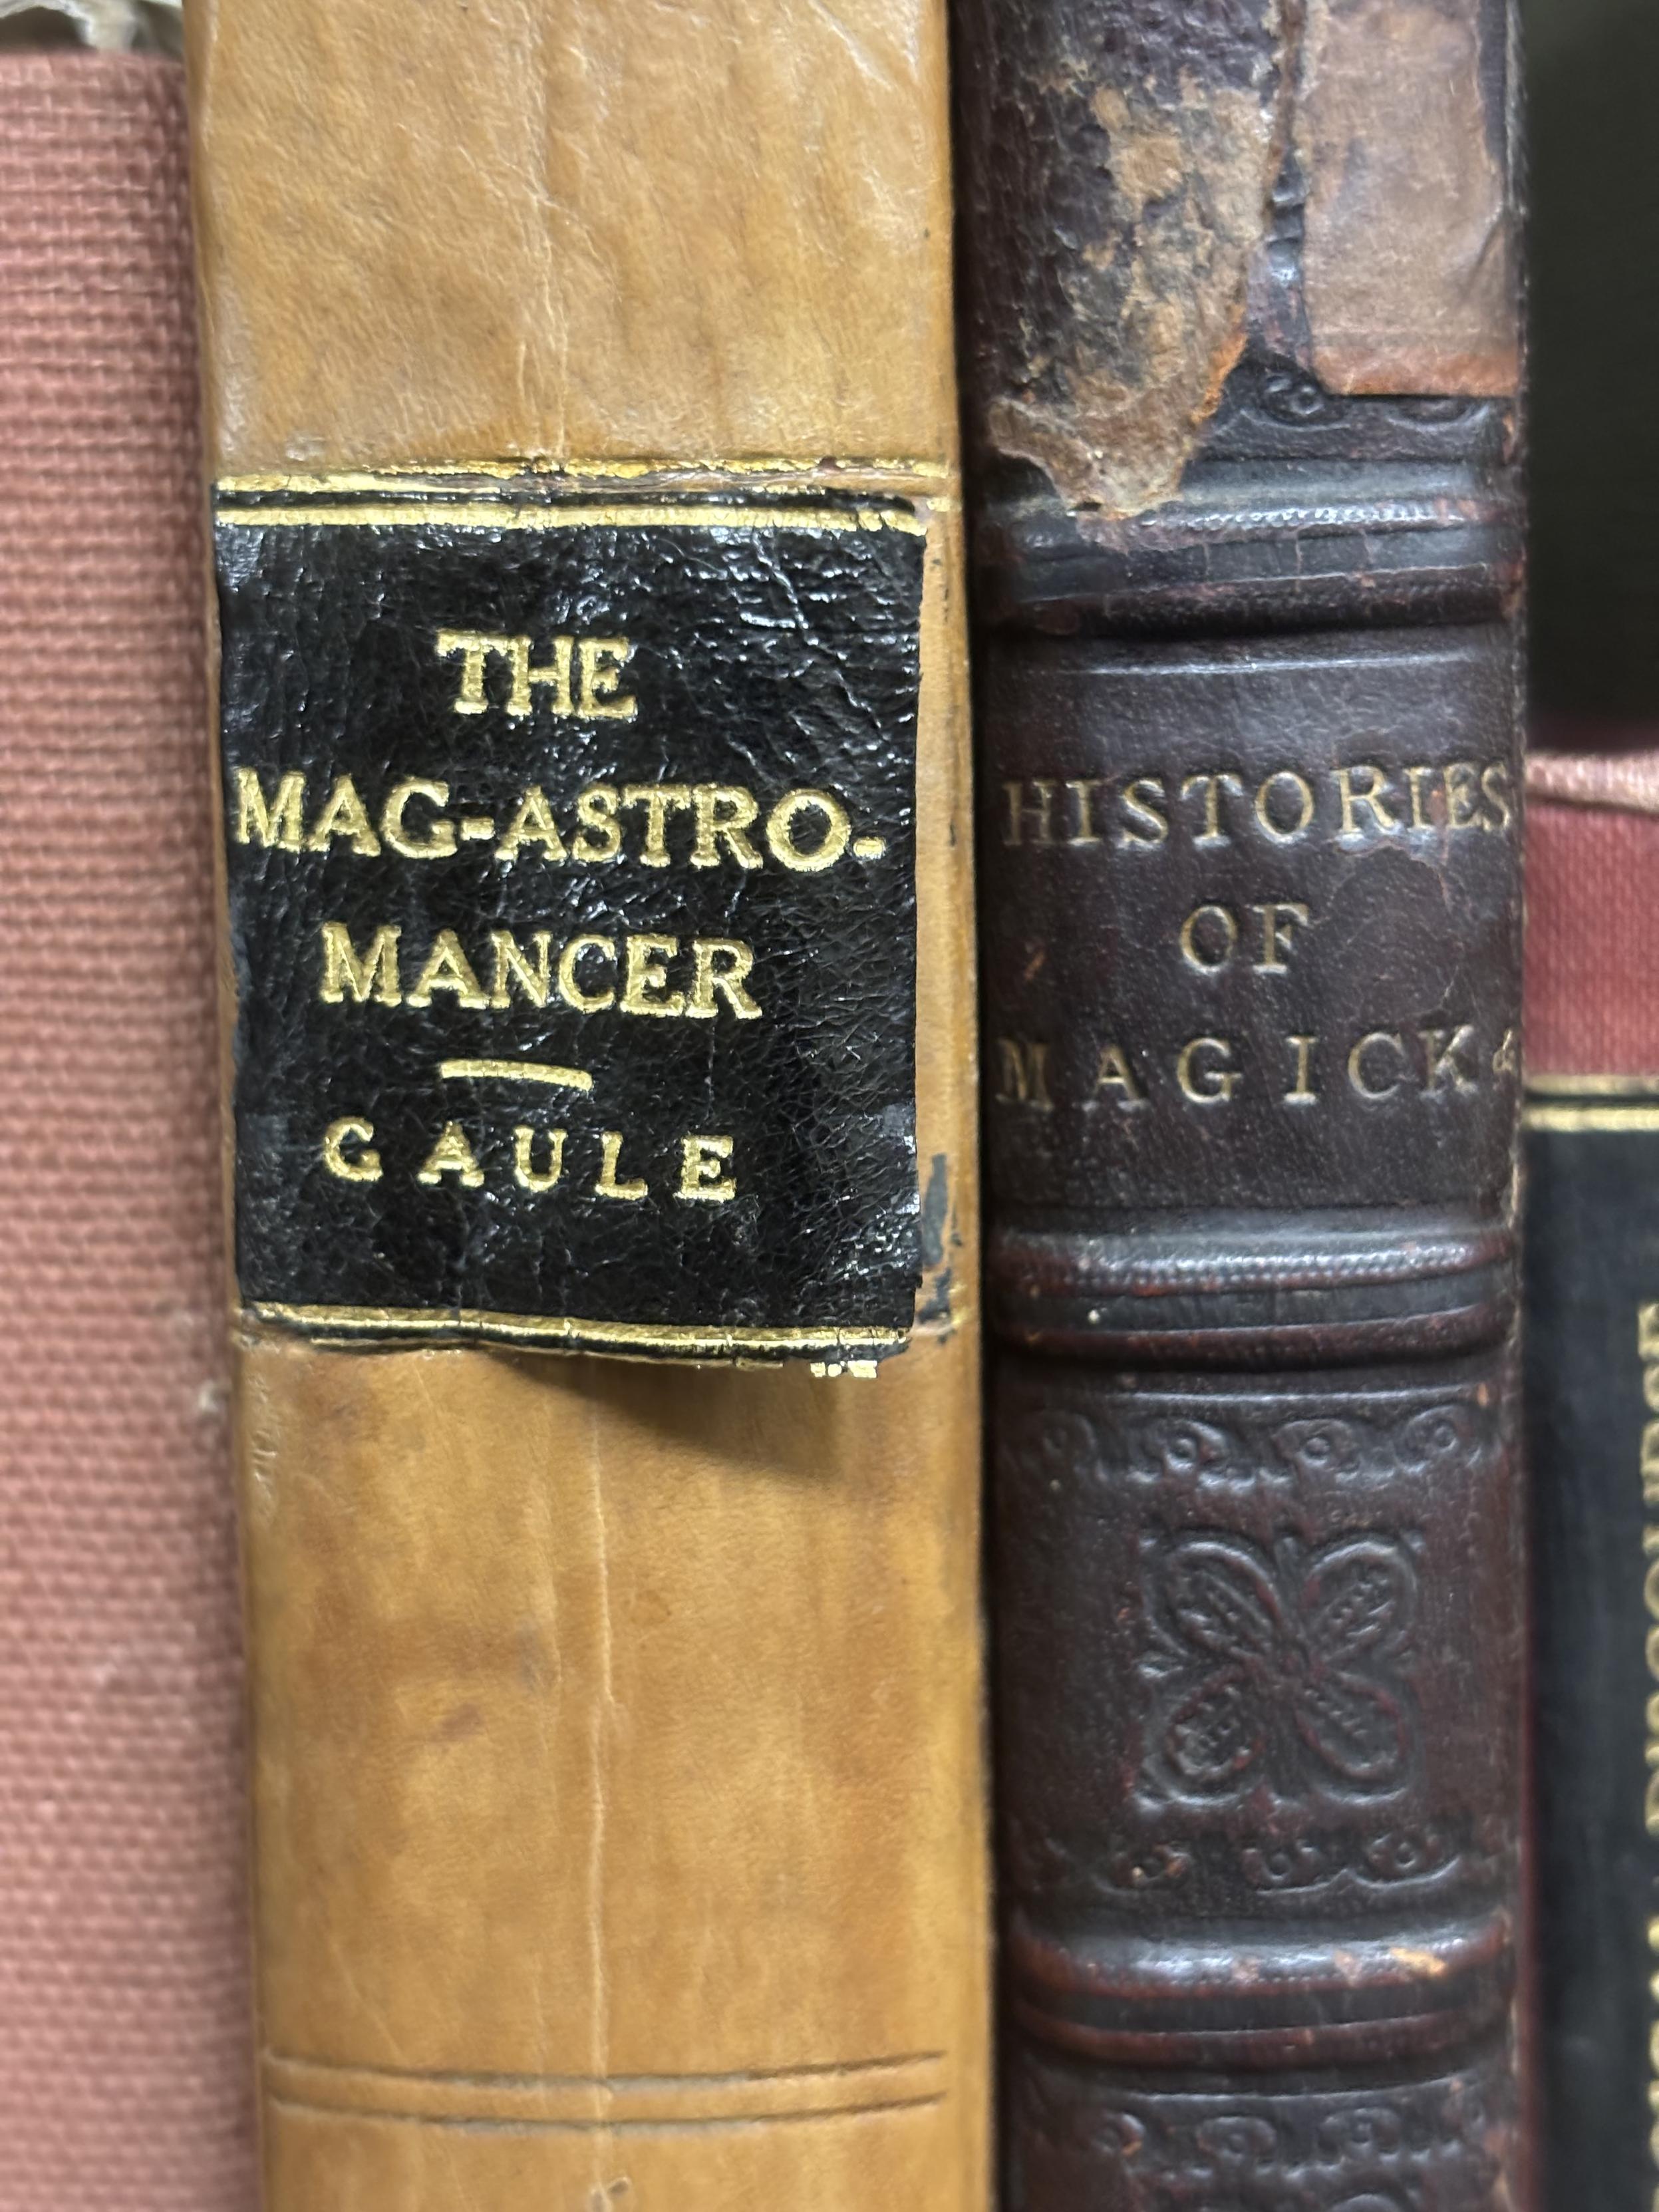 THE
MAG-ASTRO-
MANCER
GAULE
HISTORIES
OF
MAGICK &